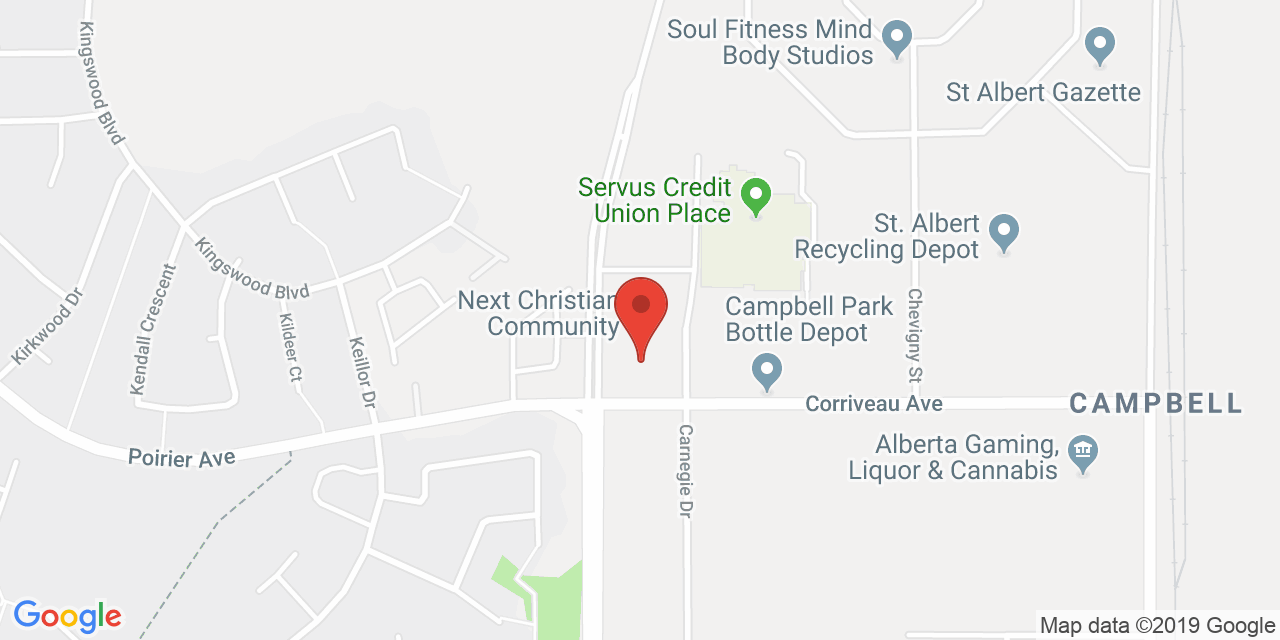 Kingswood Blvd
Soul Fitness Mind
Body Studios
St Albert Gazette
Servus Credit
Union Place
St. Albert
Recycling Depot
Kingswood Blvd
Kirkwood Dr
Kendall Crescent
Kildeer Ct
Keillor Dr
Next Christian
Community
Campbell Park
Bottle Depot
Chevigny St
Corriveau Ave
CAMPBELL
Poirier Ave
Carnegie Dr
Alberta Gaming,
Liquor & Cannabis
Google
Map data ©2019 Google